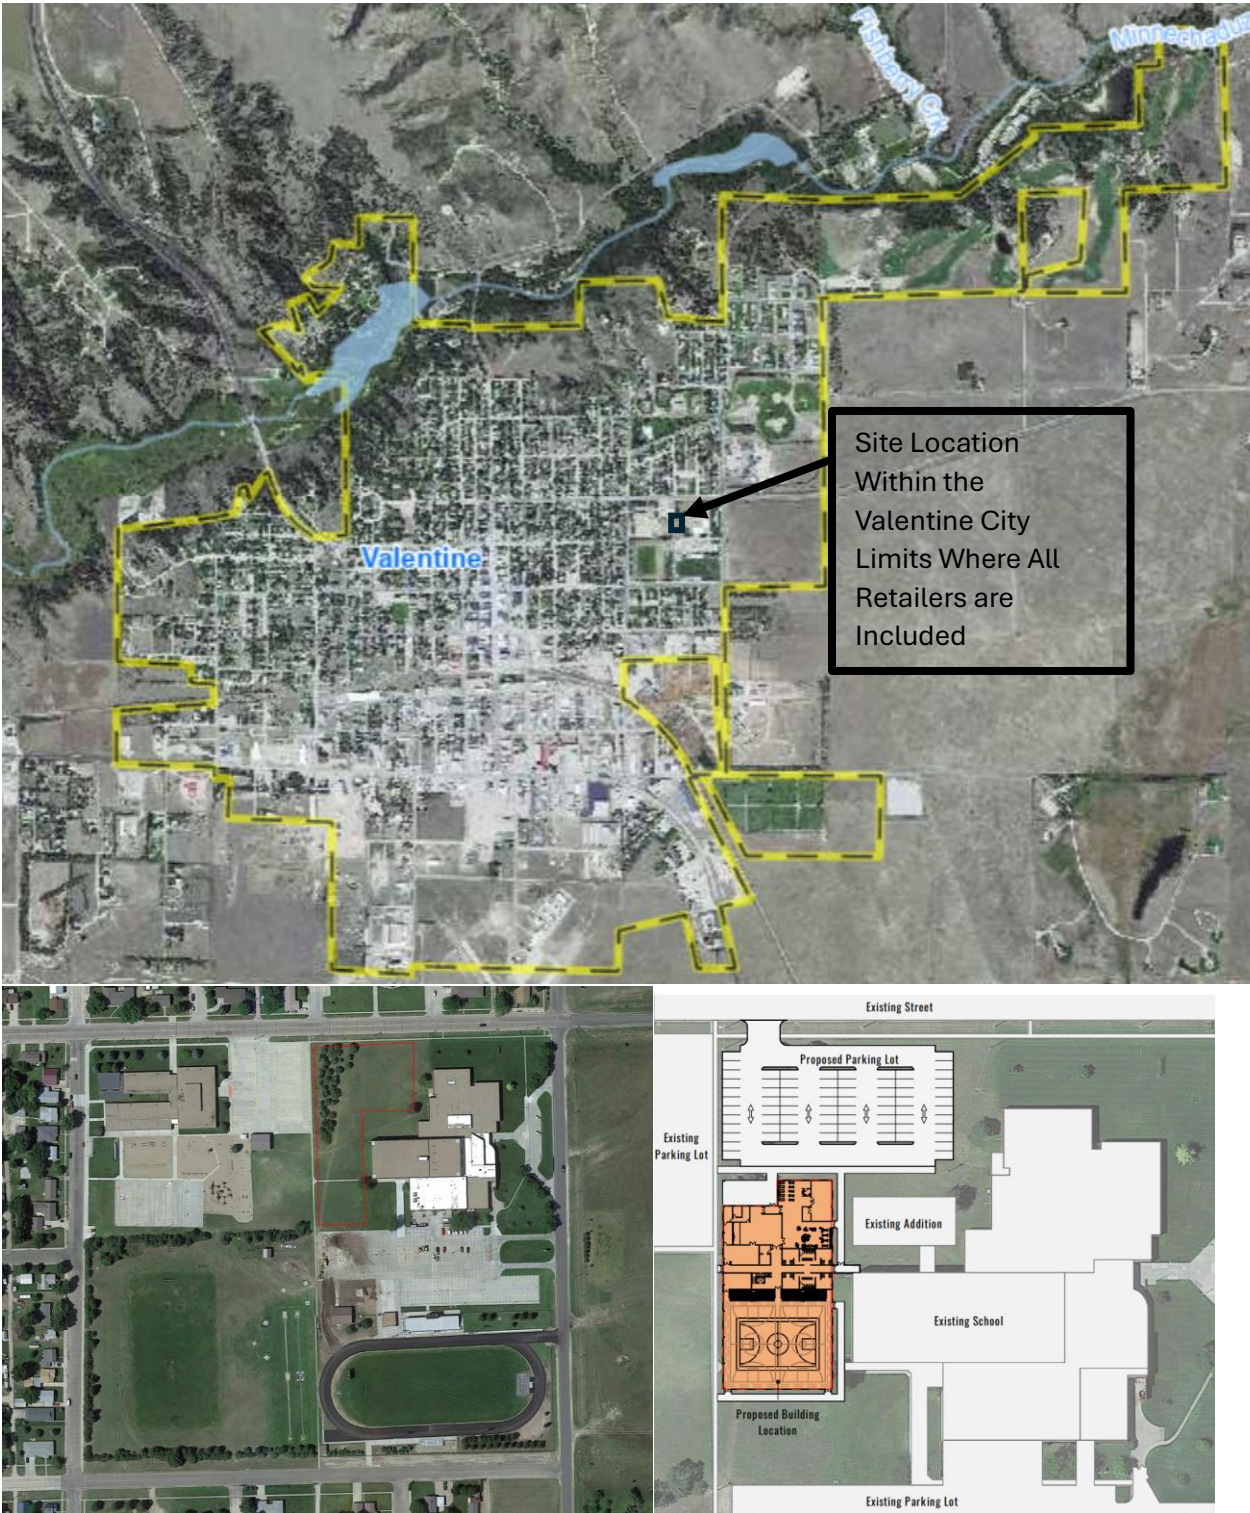 Minnechaduz
Fishberry Crk
Site Location
Within the
Valentine City
Limits Where All
Retailers are
Included
Valentine
Existing Street
Proposed Parking Lot
Existing
Parking Lot
Existing Addition
Existing School
Proposed Building
Location
Existing Parking Lot